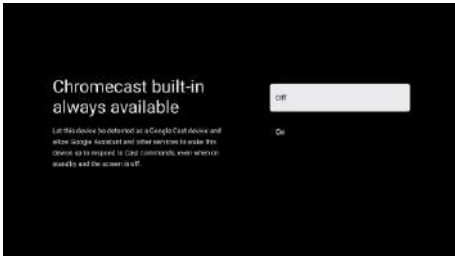 Chromecast built-in
always available
Let this device be detected as a Google Cast device and
allow Google Assistant and other services to wake this
device up to respond to Cast commands, even when on
standby and the screen is off.
Off
On